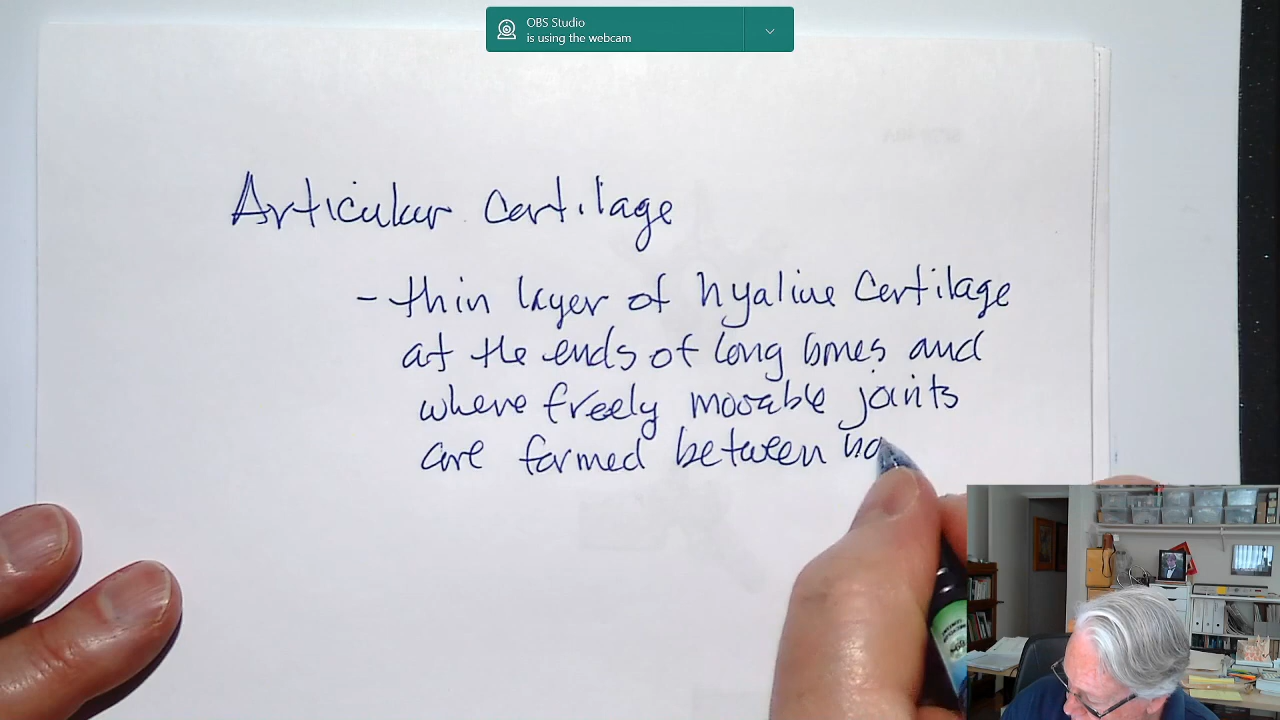 OBS Studio
is using the webcam
Articular Cartilage
- thin layer of hyaline Cartilage
at the ends of long bones and
where freely movable joints
are formed between bo